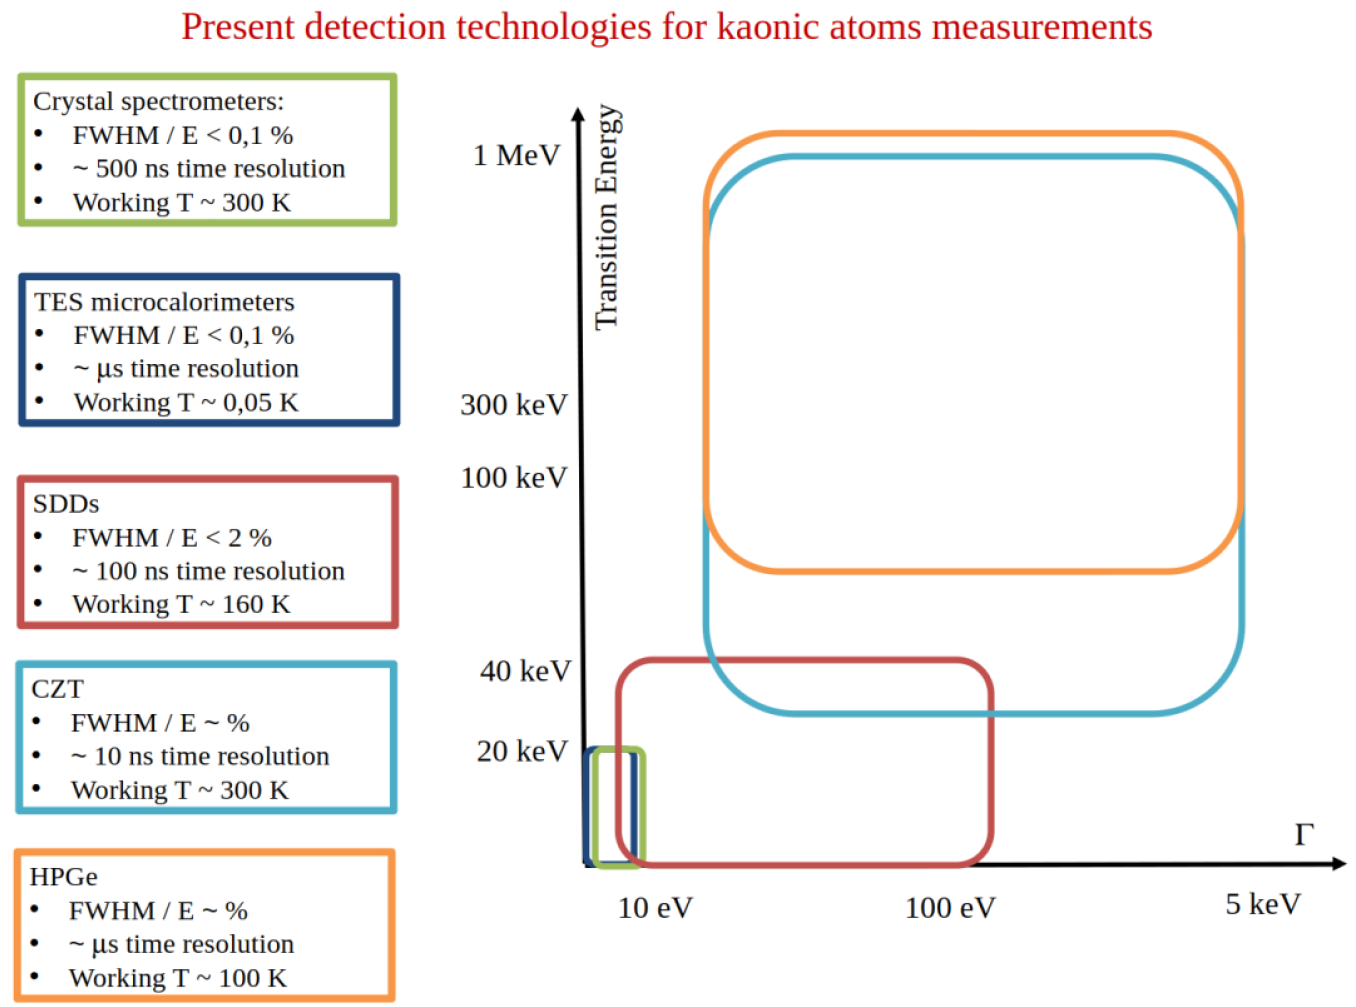 Present detection technologies for kaonic atoms measurements
Crystal spectrometers:
• FWHM / E < 0,1 %
• ~ 500 ns time resolution
• Working T ~ 300 K
TES microcalorimeters
• FWHM / E < 0,1 %
• ~ μs time resolution
• Working T ~ 0,05 K
SDDs
• FWHM / E < 2 %
• ~ 100 ns time resolution
• Working T ~ 160 K
CZT
• FWHM / E ~ %
• ~ 10 ns time resolution
• Working T ~ 300 K
HPGe
• FWHM / E ~ %
• ~ μs time resolution
• Working T ~ 100 K
Transition Energy
1 MeV
300 keV
100 keV
40 keV
20 keV
Γ
10 eV
100 eV
5 keV